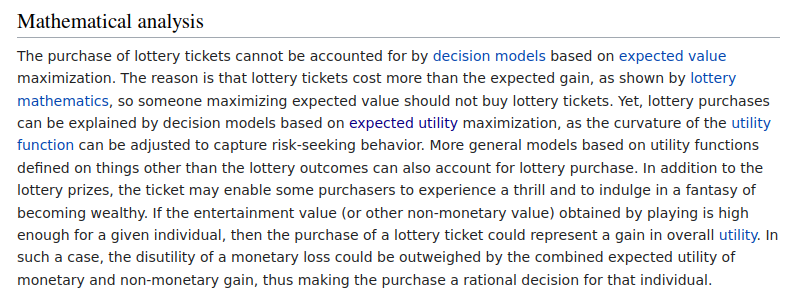 Mathematical analysis
The purchase of lottery tickets cannot be accounted for by decision models based on expected value
maximization. The reason is that lottery tickets cost more than the expected gain, as shown by lottery
mathematics, so someone maximizing expected value should not buy lottery tickets. Yet, lottery purchases
can be explained by decision models based on expected utility maximization, as the curvature of the utility
function can be adjusted to capture risk-seeking behavior. More general models based on utility functions
defined on things other than the lottery outcomes can also account for lottery purchase. In addition to the
lottery prizes, the ticket may enable some purchasers to experience a thrill and to indulge in a fantasy of
becoming wealthy. If the entertainment value (or other non-monetary value) obtained by playing is high
enough for a given individual, then the purchase of a lottery ticket could represent a gain in overall utility. In
such a case, the disutility of a monetary loss could be outweighed by the combined expected utility of
monetary and non-monetary gain, thus making the purchase a rational decision for that individual.